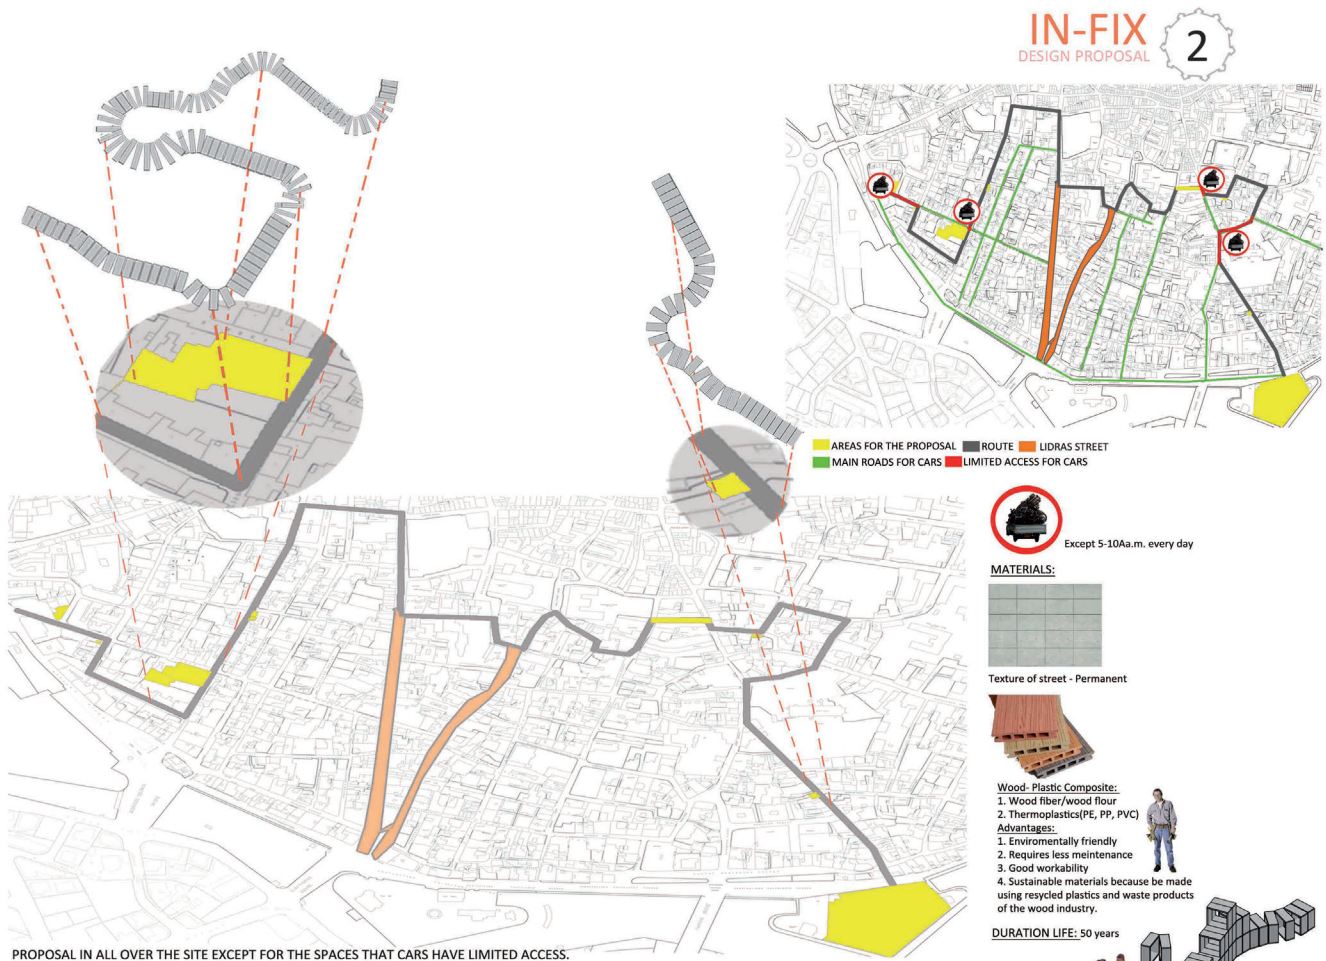 IN-FIX
DESIGN PROPOSAL
2
AREAS FOR THE PROPOSAL ROUTE LIDRAS STREET
MAIN ROADS FOR CARS LIMITED ACCESS FOR CARS
Except 5-10Aa.m. every day
MATERIALS:
Texture of street - Permanent
Wood- Plastic Composite:
1. Wood fiber/wood flour
2. Thermoplastics(PE, PP, PVC)
Advantages:
1. Enviromentally friendly
2. Requires less meintenance
3. Good workability
4. Sustainable materials because be made
using resycled plastics and waste products
of the wood industry.
DURATION LIFE: 50 years
PROPOSAL IN ALL OVER THE SITE EXCEPT FOR THE SPACES THAT CARS HAVE LIMITED ACCESS.